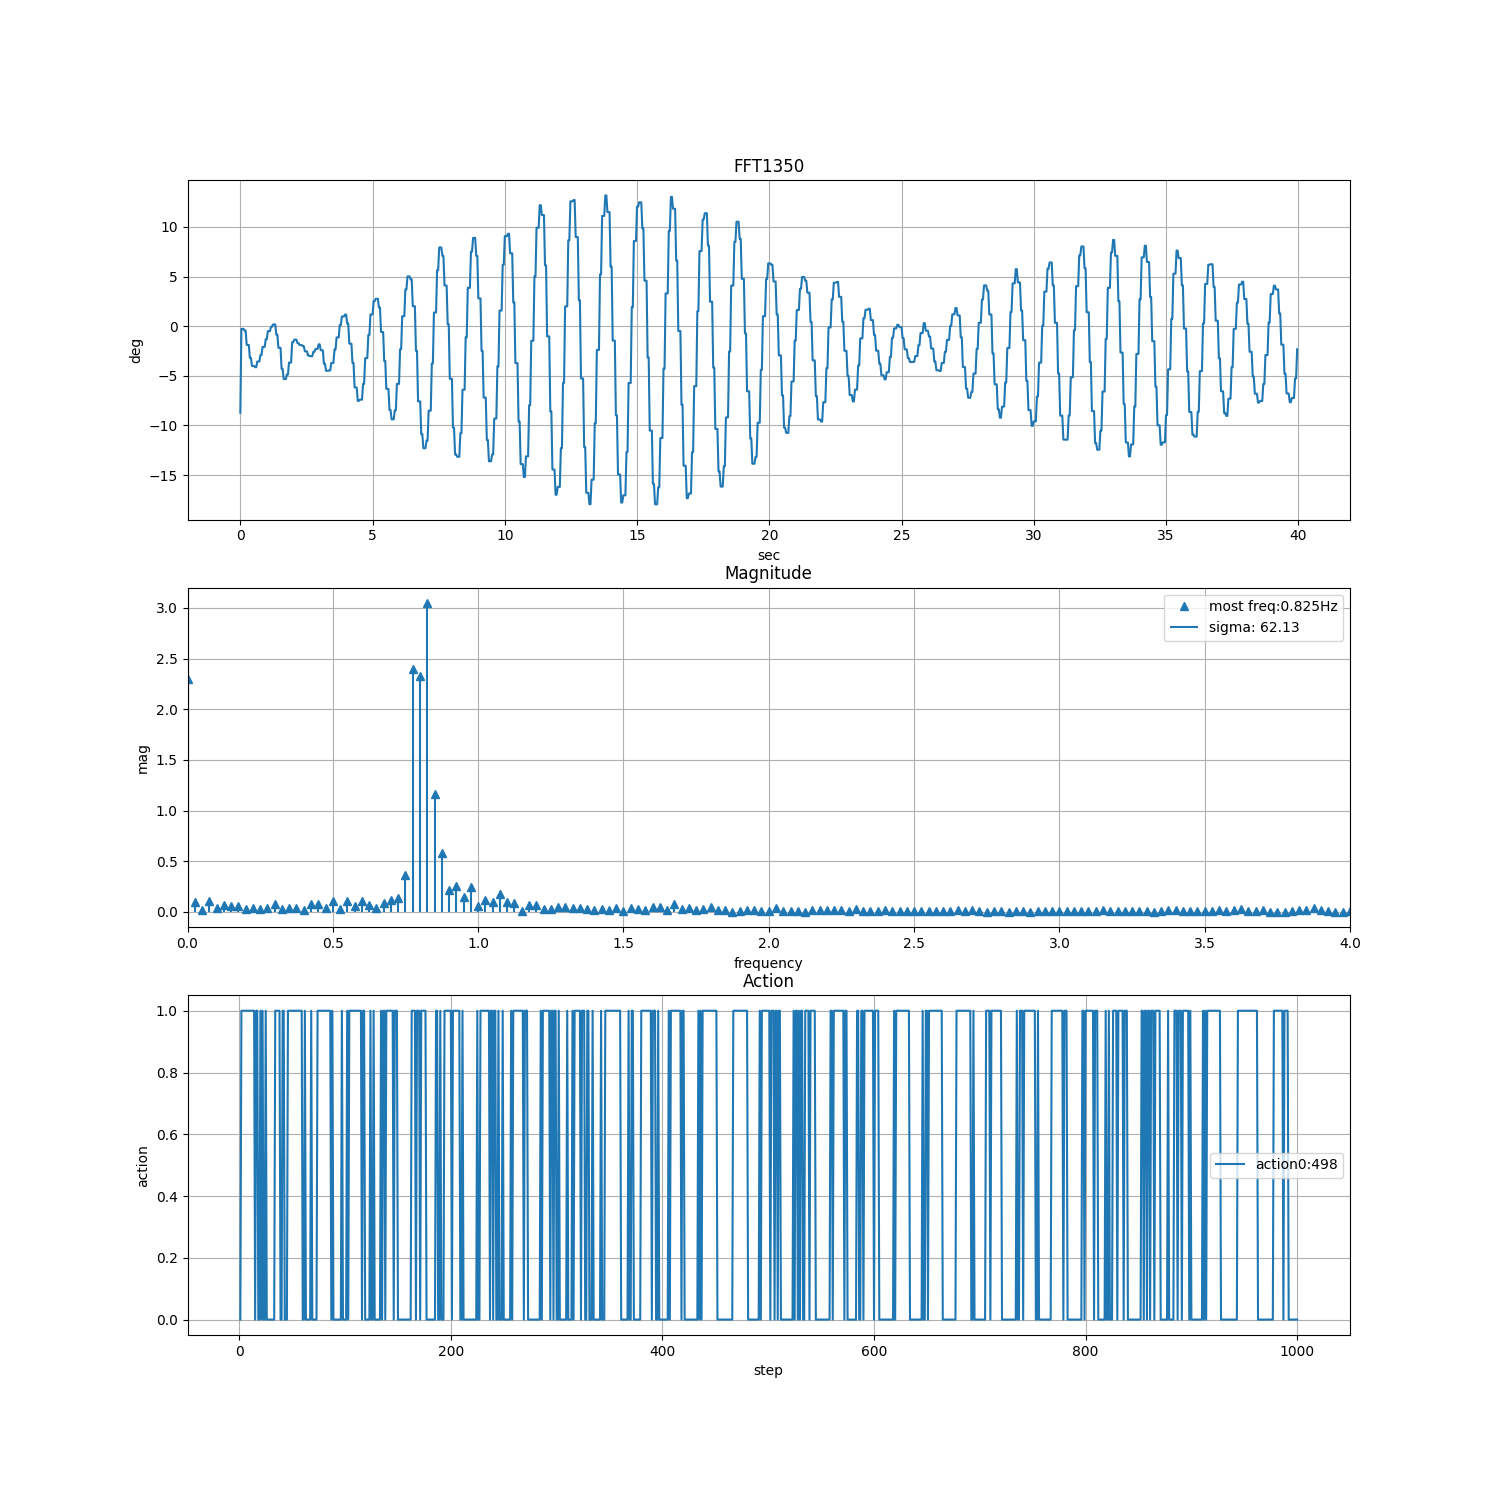 FFT1350
deg
10
5
0
−5
−10
−15
0 5 10 15 20 25 30 35 40
sec
Magnitude
mag
3.0
2.5
2.0
1.5
1.0
0.5
0.0
most freq:0.825Hz
sigma: 62.13
0.0 0.5 1.0 1.5 2.0 2.5 3.0 3.5 4.0
frequency
Action
action
1.0
0.8
0.6
0.4
0.2
0.0
action0:498
0 200 400 600 800 1000
step